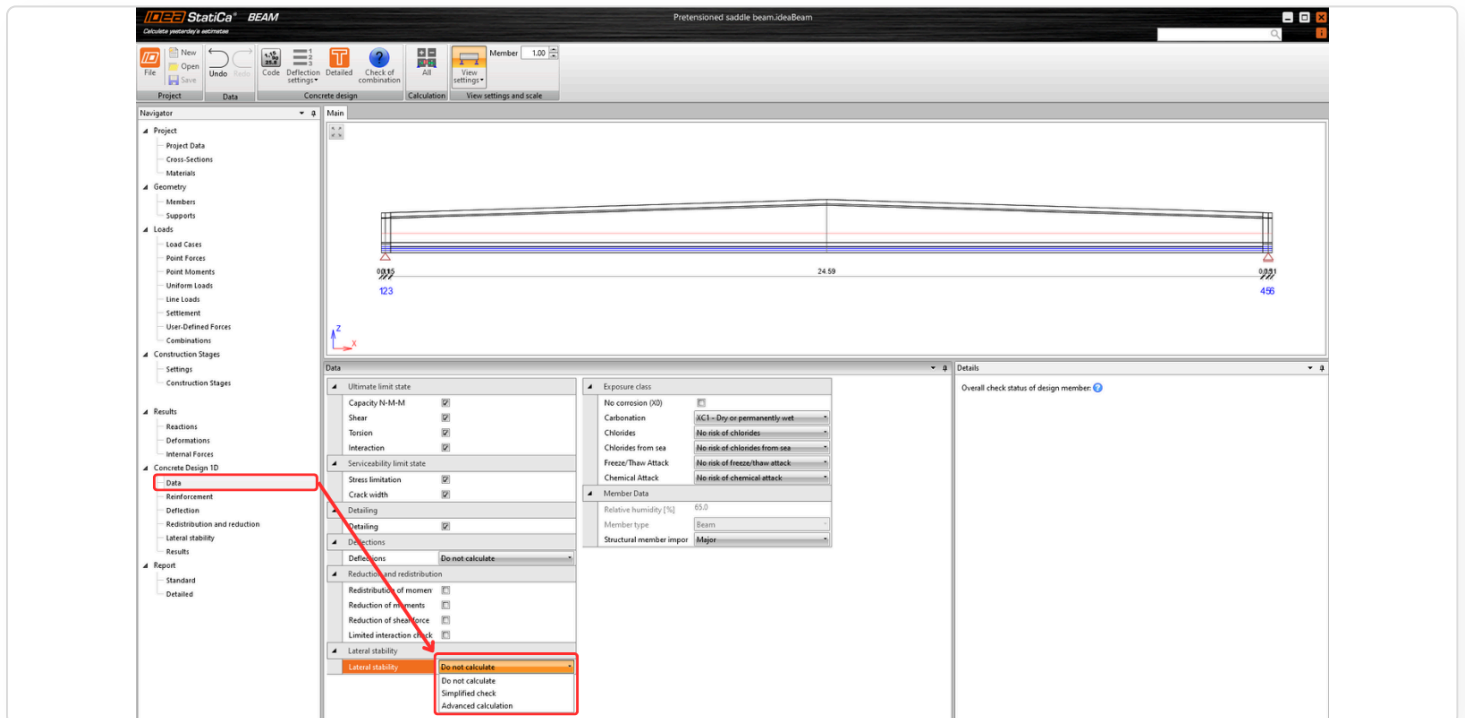 IDEA StatiCa® BEAM
Calculate yesterday's estimates
Pretensioned saddle beam.ideaBeam
File
New
Open
Save
Undo
Redo
Code
Deflection settings
Detailed
Check of combination
All
View settings
Member 1.00
Project
Data
Concrete design
Calculation
View settings and scale
Navigator
Project
Project Data
Cross-Sections
Materials
Geometry
Members
Supports
Loads
Load Cases
Point Forces
Point Moments
Uniform Loads
Line Loads
Settlement
User-Defined Forces
Combinations
Construction Stages
Settings
Construction Stages
Results
Reactions
Deformations
Internal Forces
Concrete Design 1D
Data
Reinforcement
Deflection
Redistribution and reduction
Lateral stability
Results
Report
Standard
Detailed
Main
24.59
123
456
Z
X
Data
Ultimate limit state
Capacity N-M-M
Shear
Torsion
Interaction
Serviceability limit state
Stress limitation
Crack width
Detailing
Detailing
Deflections
Deflections Do not calculate
Reduction and redistribution
Redistribution of momen
Reduction of moments
Reduction of shear force
Limited interaction check
Lateral stability
Lateral stability Do not calculate
Do not calculate
Simplified check
Advanced calculation
Exposure class
No corrosion (X0)
Carbonation XC1 - Dry or permanently wet
Chlorides No risk of chlorides
Chlorides from sea No risk of chlorides from sea
Freeze/Thaw Attack No risk of freeze/thaw attack
Chemical Attack No risk of chemical attack
Member Data
Relative humidity [%] 65.0
Member type Beam
Structural member impor Major
Details
Overall check status of design member: